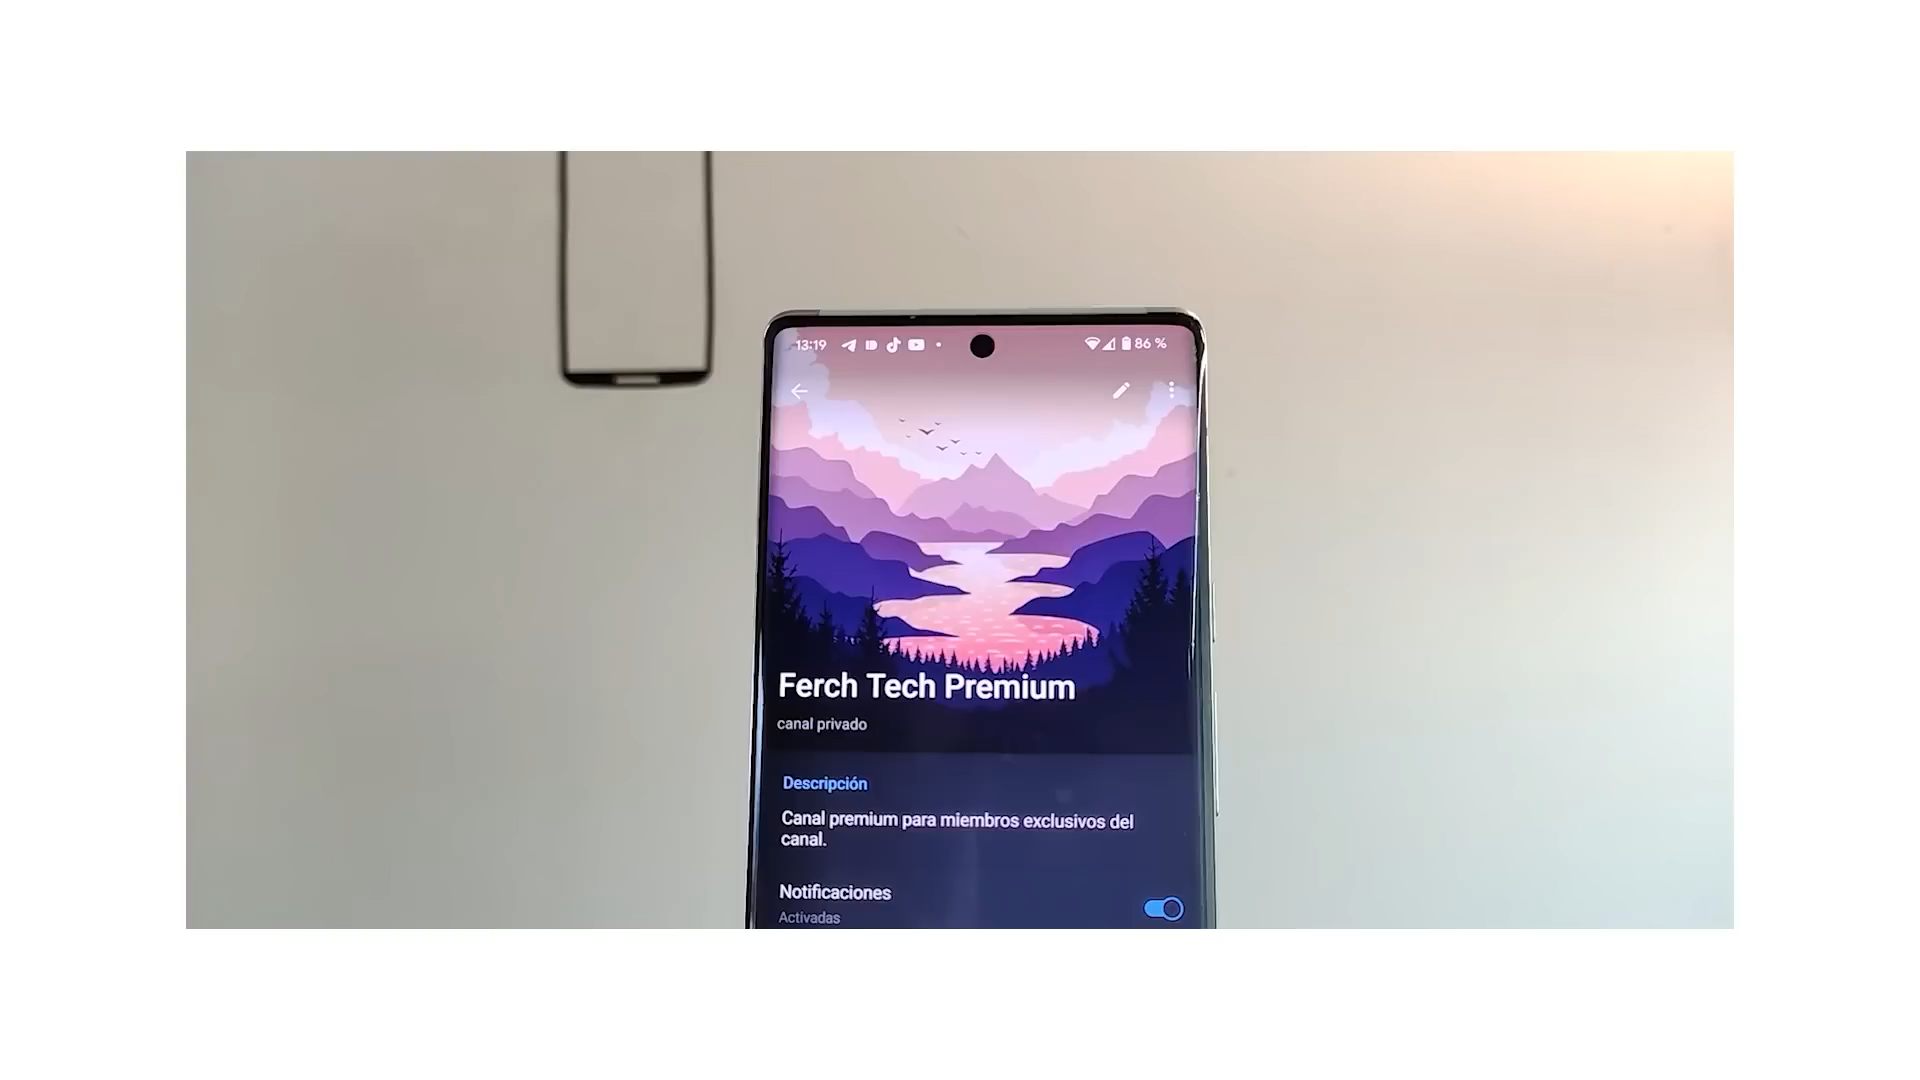 13:19
86 %
Ferch Tech Premium
canal privado
Descripción
Canal premium para miembros exclusivos del
canal.
Notificaciones
Activadas